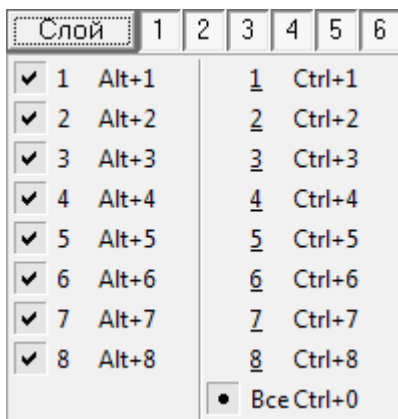 Слой 1 2 3 4 5 6
1 Alt+1 1 Ctrl+1
2 Alt+2 2 Ctrl+2
3 Alt+3 3 Ctrl+3
4 Alt+4 4 Ctrl+4
5 Alt+5 5 Ctrl+5
6 Alt+6 6 Ctrl+6
7 Alt+7 7 Ctrl+7
8 Alt+8 8 Ctrl+8
Все Ctrl+0